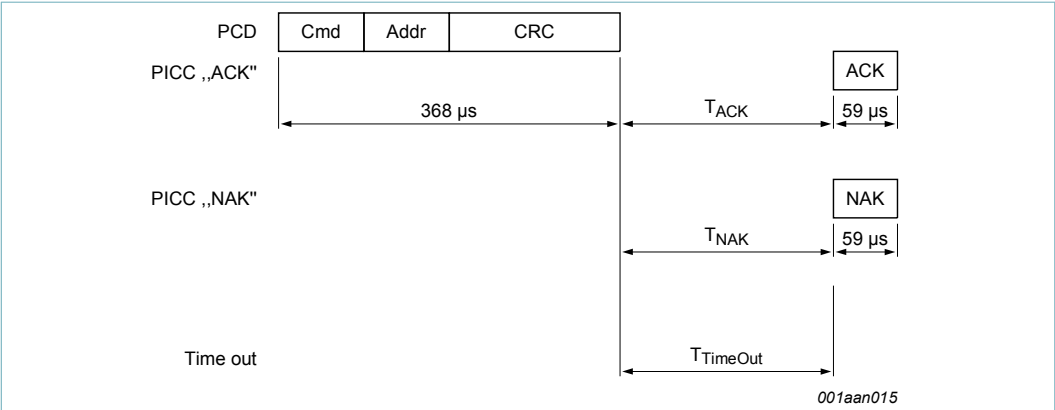 PCD Cmd Addr CRC
PICC ,,ACK" ACK
368 µs TACK 59 µs
PICC ,,NAK" NAK
TNAK 59 µs
Time out TTimeOut
001aan015